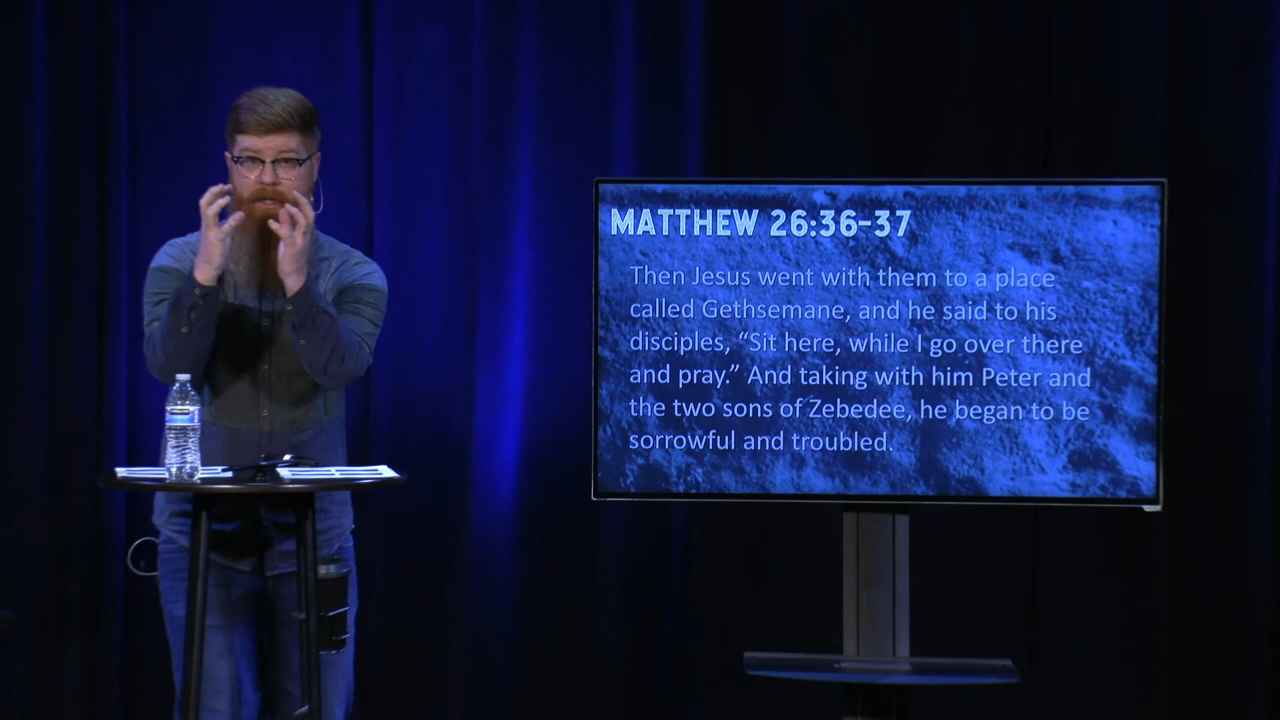 MATTHEW 26:36-37
Then Jesus went with them to a place
called Gethsemane, and he said to his
disciples, “Sit here, while I go over there
and pray.” And taking with him Peter and
the two sons of Zebedee, he began to be
sorrowful and troubled.